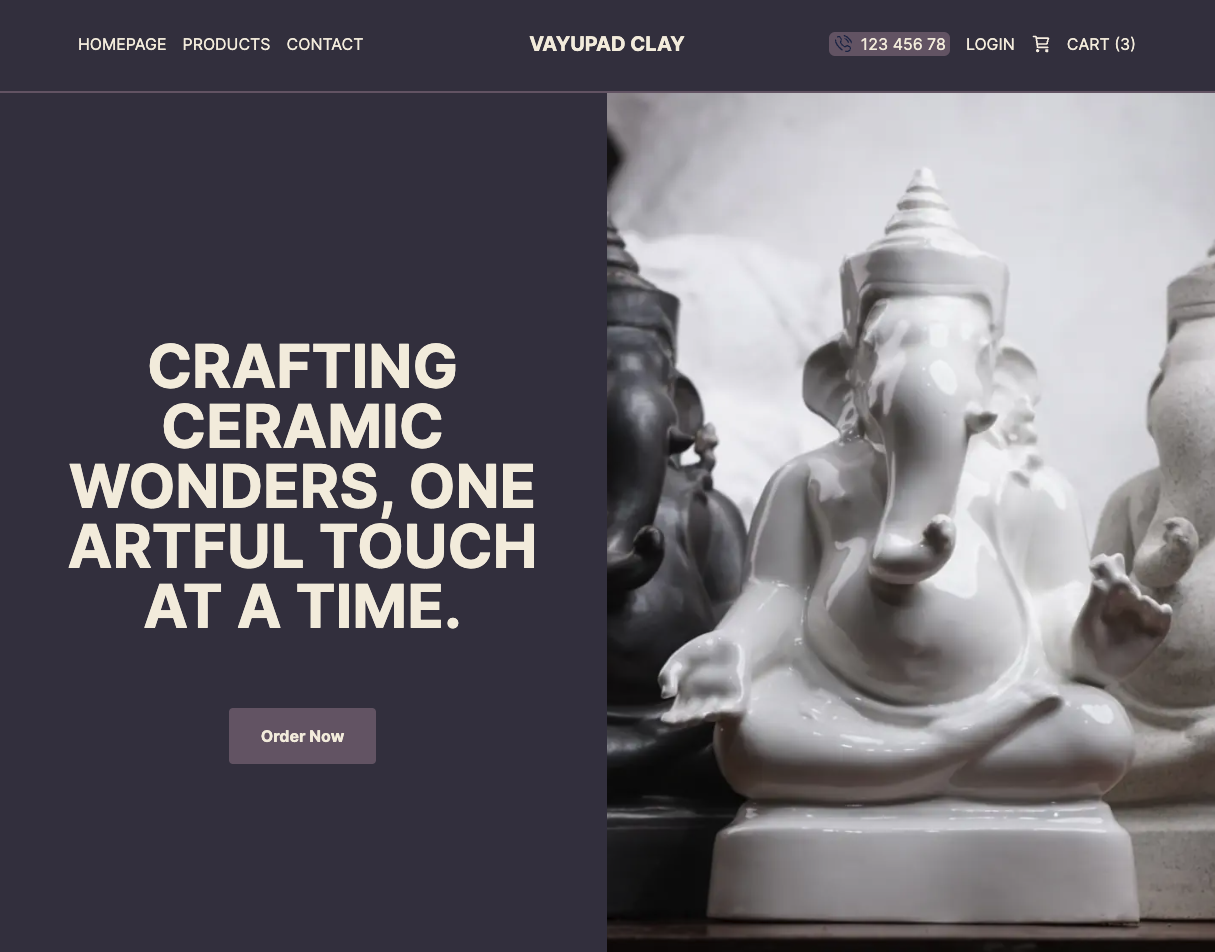 HOMEPAGE PRODUCTS CONTACT
VAYUPAD CLAY
123 456 78 LOGIN CART (3)
CRAFTING
CERAMIC
WONDERS, ONE
ARTFUL TOUCH
AT A TIME.
Order Now